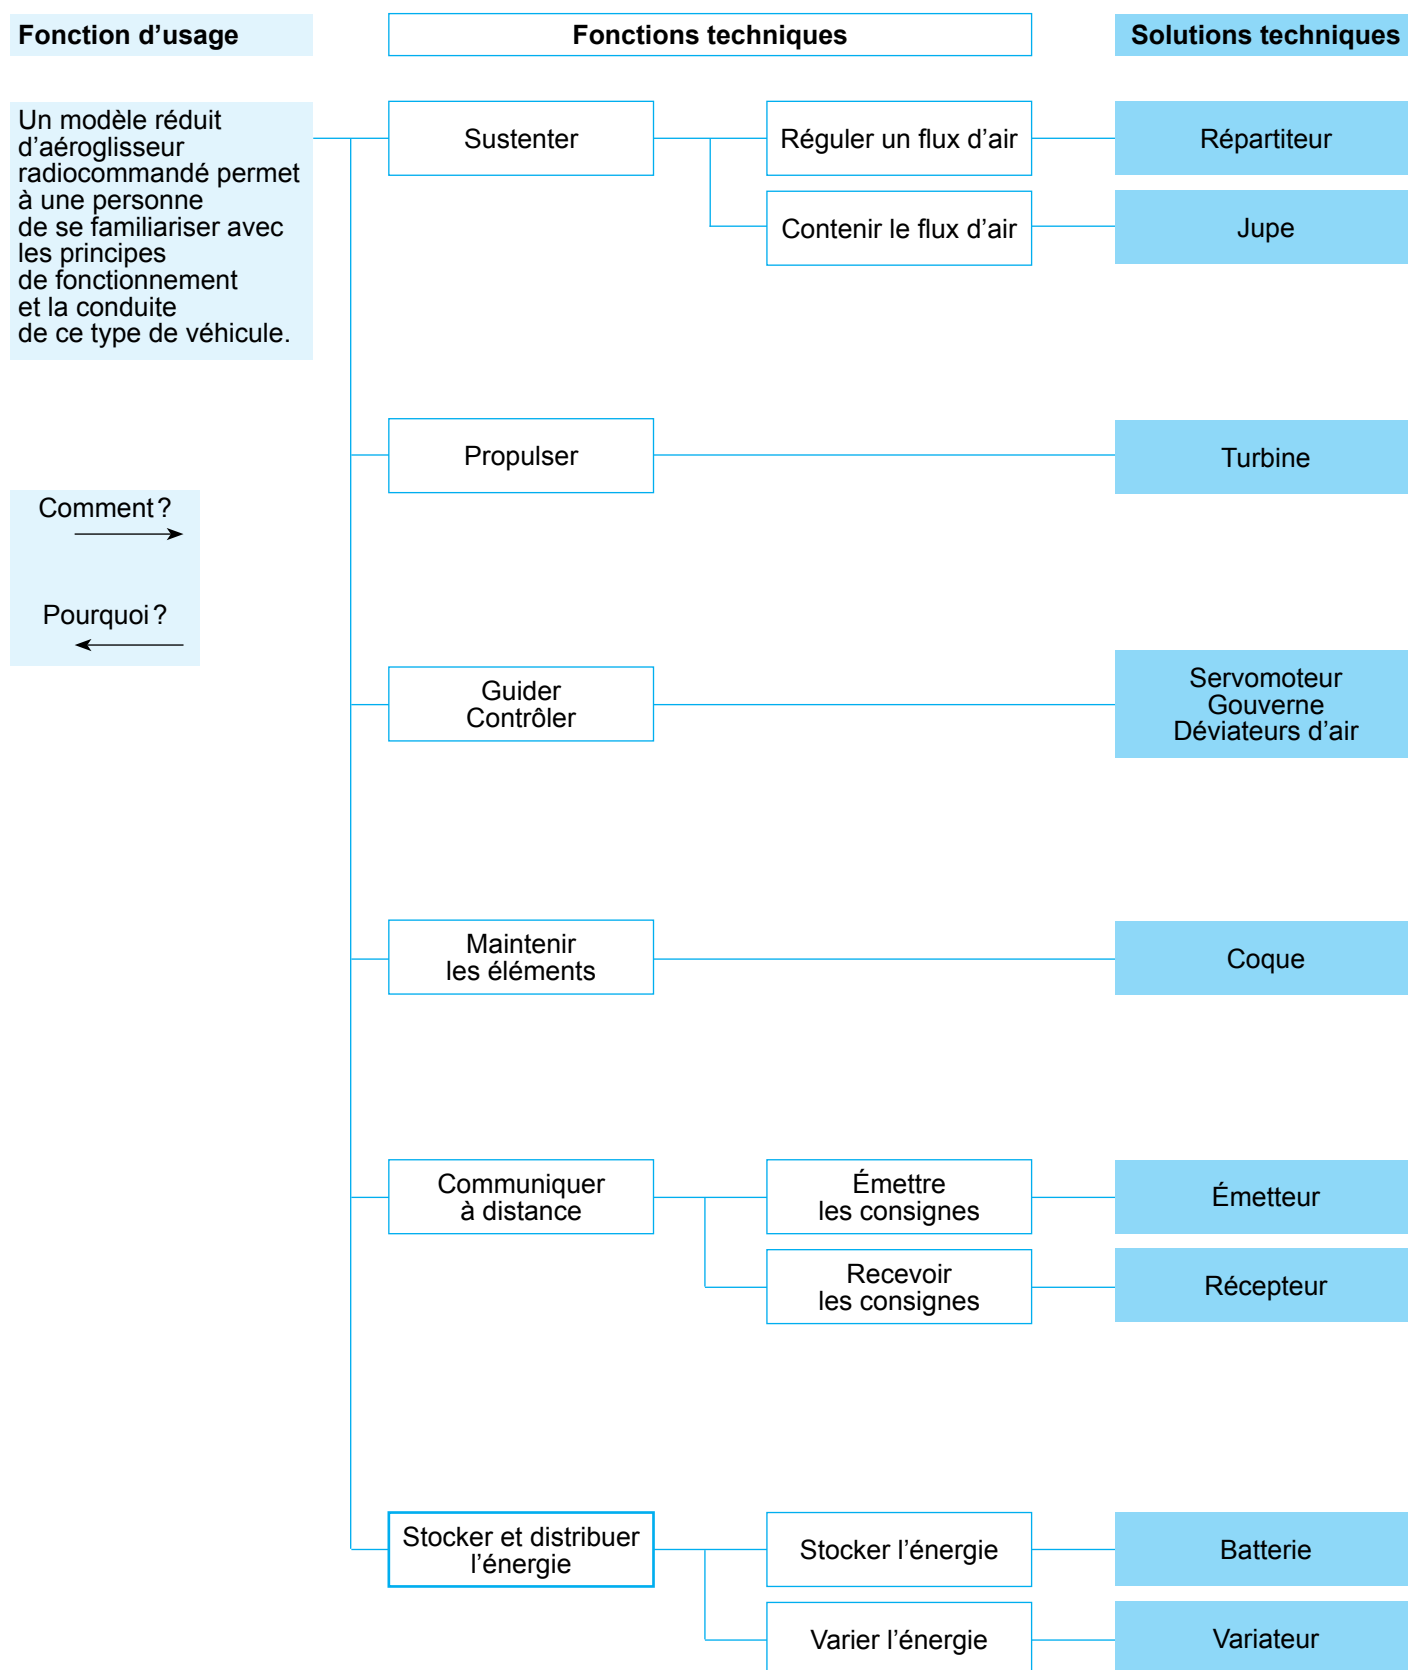 Fonction d’usage
Fonctions techniques
Solutions techniques
Un modèle réduit
d’aéroglisseur
radiocommandé permet
à une personne
de se familiariser avec
les principes
de fonctionnement
et la conduite
de ce type de véhicule.
Sustenter
Réguler un flux d’air
Répartiteur
Contenir le flux d’air
Jupe
Propulser
Turbine
Comment ?
Pourquoi ?
Guider
Contrôler
Servomoteur
Gouverne
Déviateurs d’air
Maintenir
les éléments
Coque
Communiquer
à distance
Émettre
les consignes
Émetteur
Recevoir
les consignes
Récepteur
Stocker et distribuer
l’énergie
Stocker l’énergie
Batterie
Varier l’énergie
Variateur